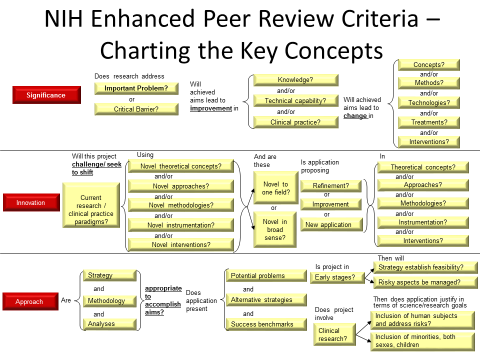 NIH Enhanced Peer Review Criteria –
Charting the Key Concepts
Significance
Does research address
Important Problem?
or
Critical Barrier?
Will
achieved
aims lead to
improvement in
Knowledge?
and/or
Technical capability?
and/or
Clinical practice?
Will achieved
aims lead to
change in
Concepts?
and/or
Methods?
and/or
Technologies?
and/or
Treatments?
and/or
Interventions?
Innovation
Will this project
challenge/ seek
to shift
Current
research /
clinical practice
paradigms?
Using
Novel theoretical concepts?
and/or
Novel approaches?
and/or
Novel methodologies?
and/or
Novel instrumentation?
and/or
Novel interventions?
And are
these
Novel to
one field?
or
Novel in
broad
sense?
Is application
proposing
Refinement?
or
Improvement
or
New application
In
Theoretical concepts?
and/or
Approaches?
and/or
Methodologies?
and/or
Instrumentation?
and/or
Interventions?
Approach
Are
Strategy
and
Methodology
and
Analyses
appropriate
to
accomplish
aims?
Does
application
present
Potential problems
and
Alternative strategies
and
Success benchmarks
Is project in
Early stages?
Then will
Strategy establish feasibility?
Risky aspects be managed?
Does project
involve
Clinical
research?
Then does application justify in
terms of science/research goals
Inclusion of human subjects
and address risks?
Inclusion of minorities, both
sexes, children